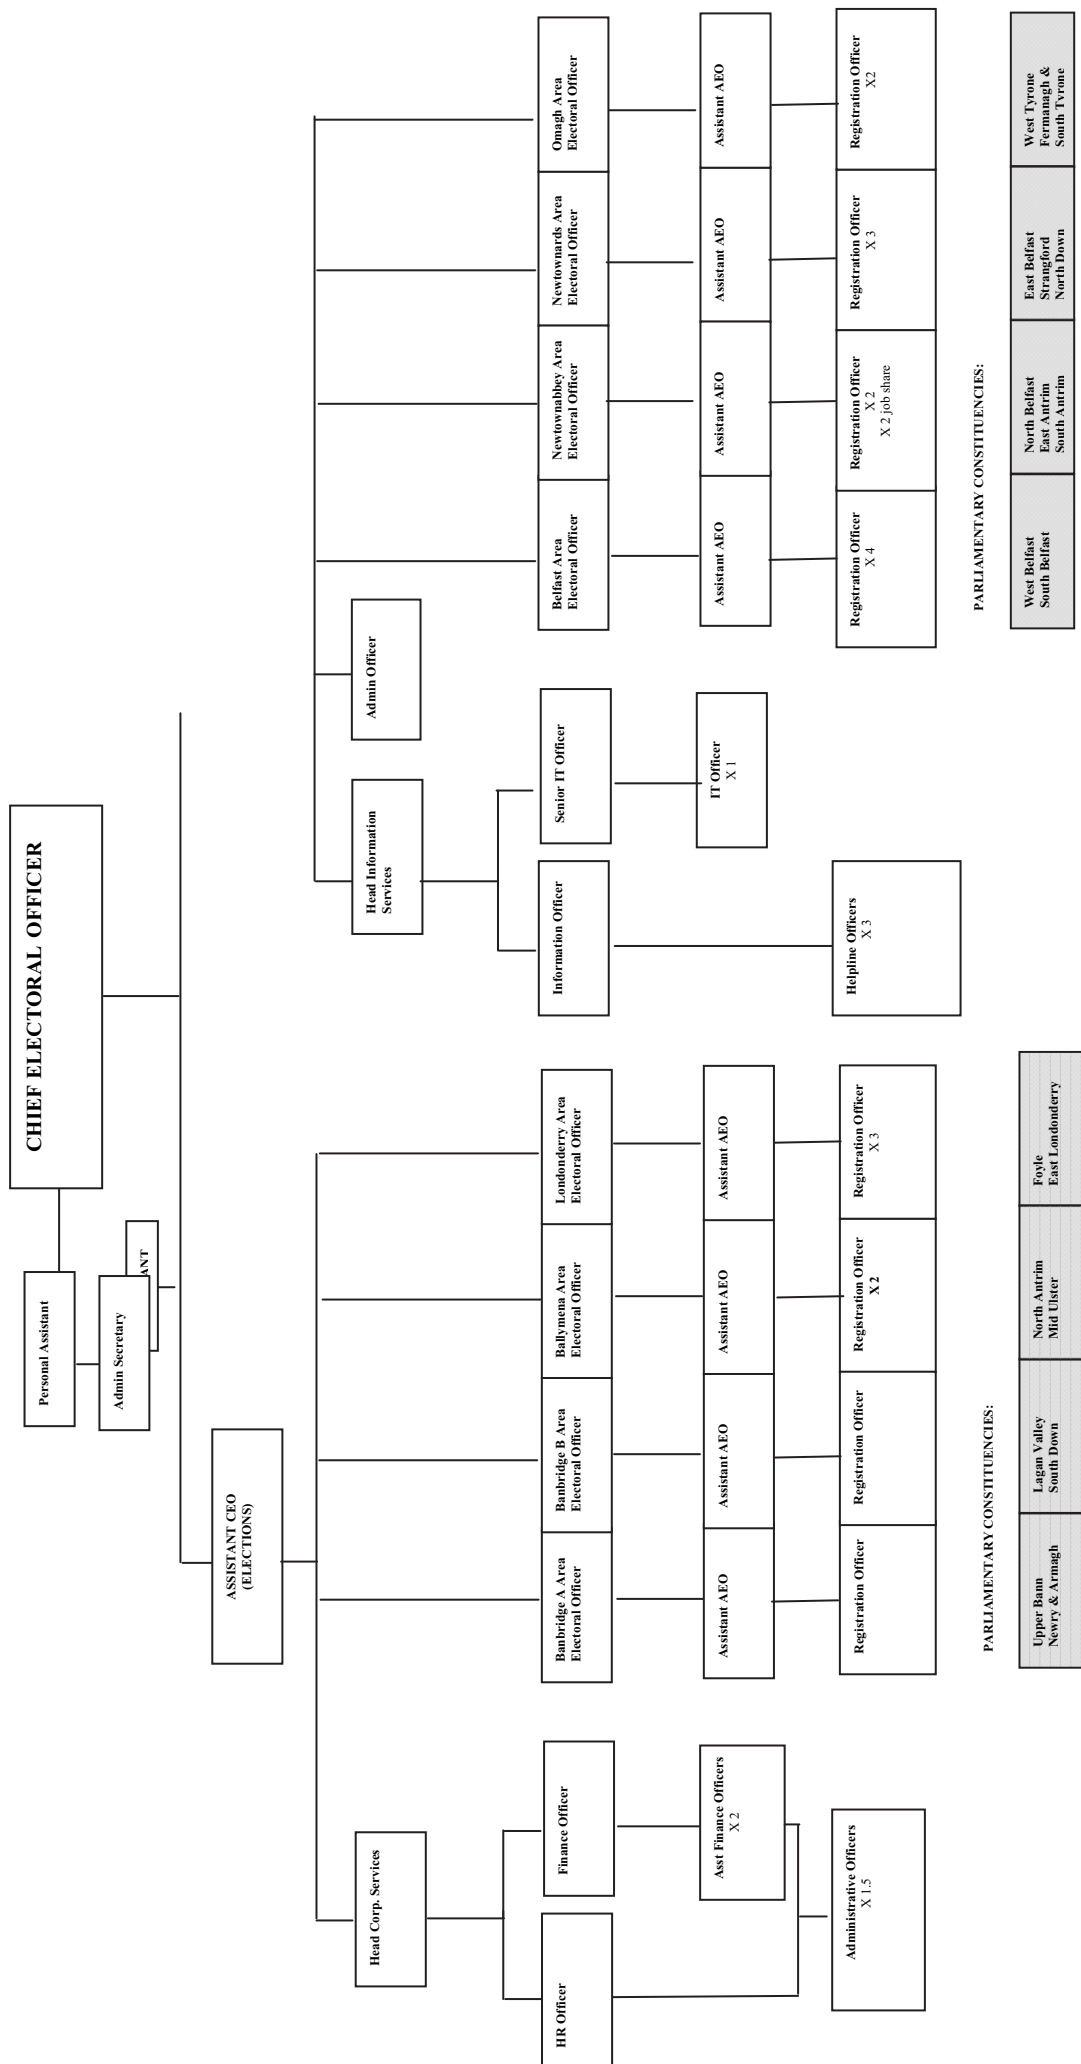 CHIEF ELECTORAL OFFICER
Personal Assistant
Admin Secretary
ANT
ASSISTANT CEO
(ELECTIONS)
Head Corp. Services
Head Information
Services
Admin Officer
HR Officer
Finance Officer
Banbridge A Area
Electoral Officer
Banbridge B Area
Electoral Officer
Ballymena Area
Electoral Officer
Londonderry Area
Electoral Officer
Information Officer
Senior IT Officer
Belfast Area
Electoral Officer
Newtownabbey Area
Electoral Officer
Newtownards Area
Electoral Officer
Omagh Area
Electoral Officer
Asst Finance Officers
X 2
Assistant AEO
Assistant AEO
Assistant AEO
Assistant AEO
IT Officer
X 1
Assistant AEO
Assistant AEO
Assistant AEO
Assistant AEO
Administrative Officers
X 1.5
Registration Officer
Registration Officer
Registration Officer
X 2
Registration Officer
X 3
Helpline Officers
X 3
Registration Officer
X 4
Registration Officer
X 2
X 2 job share
Registration Officer
X 3
Registration Officer
X2
PARLIAMENTARY CONSTITUENCIES:
PARLIAMENTARY CONSTITUENCIES:
Upper Bann
Newry & Armagh
Lagan Valley
South Down
North Antrim
Mid Ulster
Foyle
East Londonderry
West Belfast
South Belfast
North Belfast
East Antrim
South Antrim
East Belfast
Strangford
North Down
West Tyrone
Fermanagh &
South Tyrone